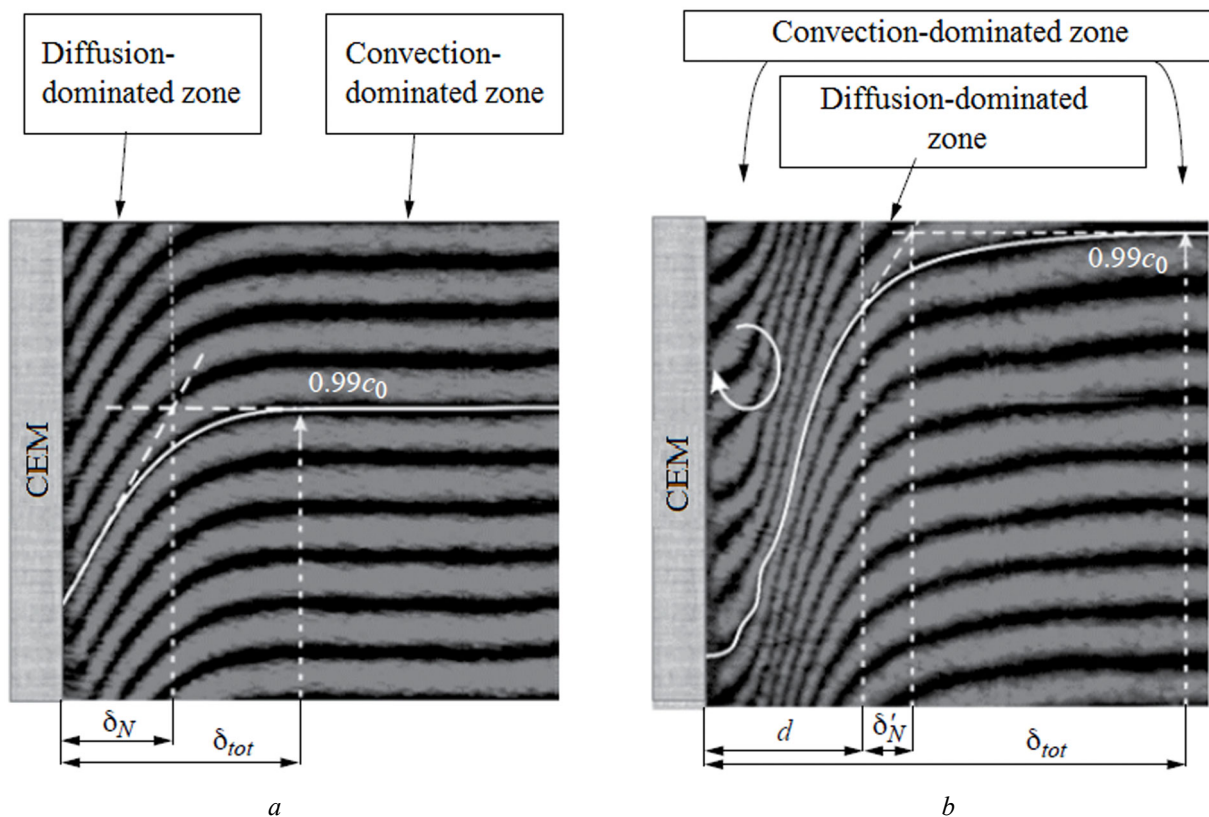 Diffusion-
dominated zone
Convection-
dominated zone
CEM
0.99c₀
δN
δtot
a
Convection-dominated zone
Diffusion-dominated
zone
CEM
0.99c₀
d
δ′N
δtot
b